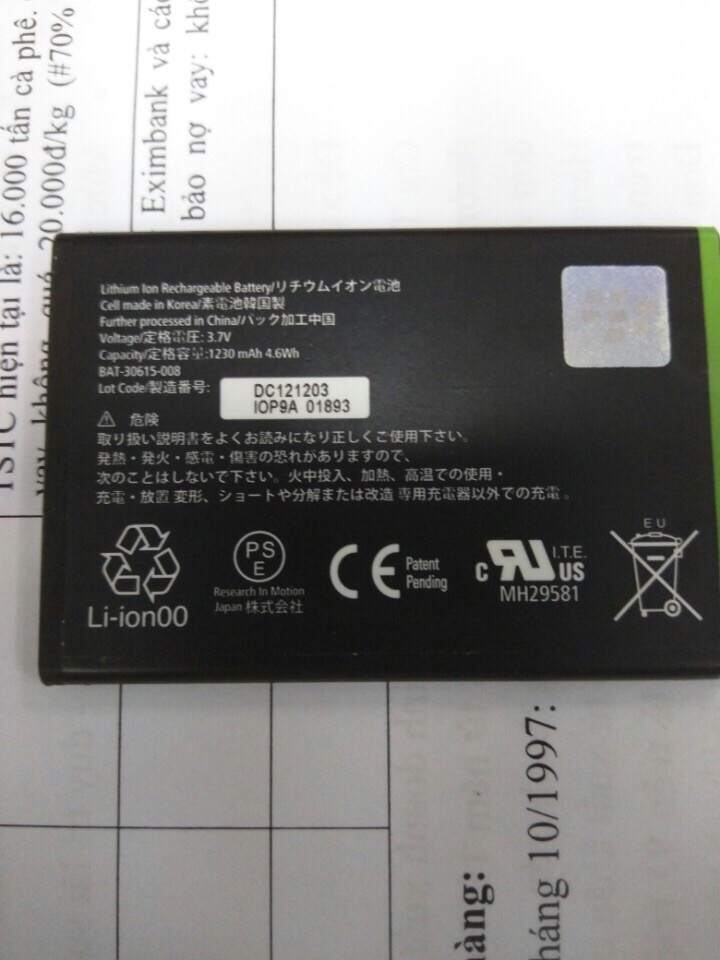 Lithium Ion Rechargeable Battery/リチウムイオン電池
Cell made in Korea/素電池韓国製
Further processed in China/パック加工中国
Voltage/定格電圧: 3.7V
Capacity/定格容量:1230 mAh 4.6Wh
BAT-30615-008
Lot Code/製造番号:
DC121203
IOP9A 01893
⚠ 危険
取り扱い説明書をよくお読みになり正しくご使用下さい。
発熱・発火・感電・傷害の恐れがありますので、
次のことはしないで下さい。火中投入、加熱、高温での使用・
充電・放置 変形、ショートや分解または改造 専用充電器以外での充電 。
Li-ion00
PS
E
Research In Motion
Japan 株式会社
CE
Patent
Pending
c RU US
I.T.E.
MH29581
EU
TSTC hiện tại là: 16.000 tấn cà phê.
vay không quá 20.000đ/kg (#70%
Eximbank và các
bảo nợ vay:
hàng:
háng 10/1997: